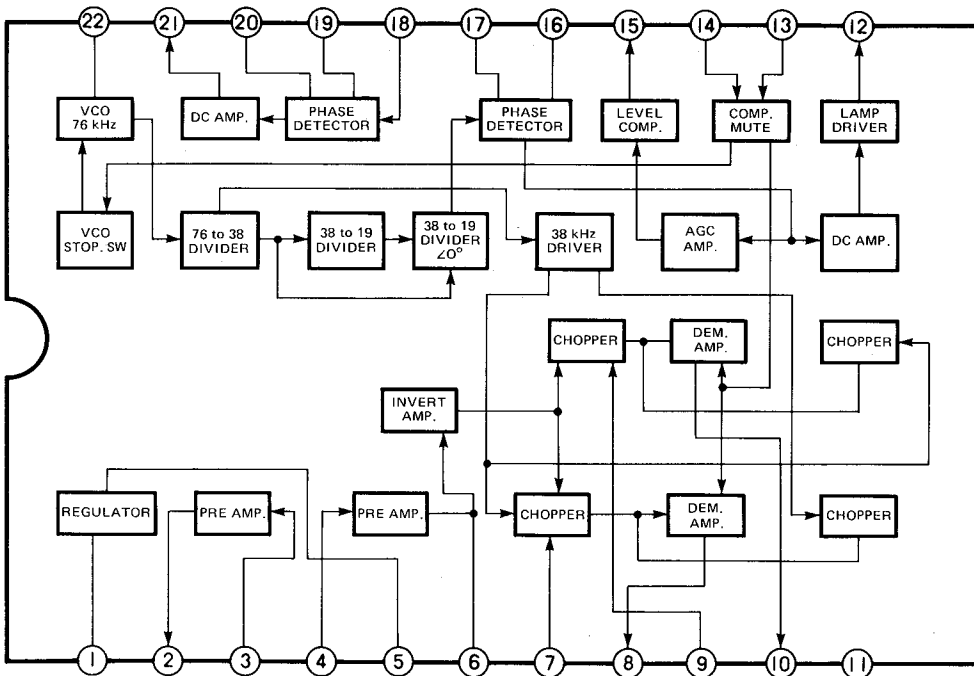 22 21 20 19 18 17 16 15 14 13 12
VCO
76 kHz
DC AMP.
PHASE
DETECTOR
PHASE
DETECTOR
LEVEL
COMP.
COMP.
MUTE
LAMP
DRIVER
VCO
STOP. SW
76 to 38
DIVIDER
38 to 19
DIVIDER
38 to 19
DIVIDER
∠0°
38 kHz
DRIVER
AGC
AMP.
DC AMP.
CHOPPER
DEM.
AMP.
CHOPPER
INVERT
AMP.
REGULATOR
PRE AMP.
PRE AMP.
CHOPPER
DEM.
AMP.
CHOPPER
1 2 3 4 5 6 7 8 9 10 11